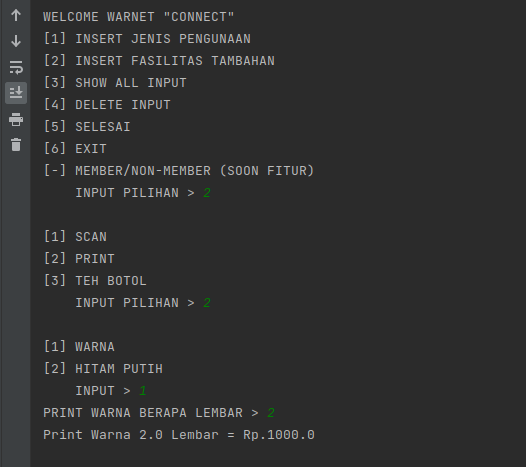 WELCOME WARNET "CONNECT"
[1] INSERT JENIS PENGUNAAN
[2] INSERT FASILITAS TAMBAHAN
[3] SHOW ALL INPUT
[4] DELETE INPUT
[5] SELESAI
[6] EXIT
[-] MEMBER/NON-MEMBER (SOON FITUR)
INPUT PILIHAN > 2
[1] SCAN
[2] PRINT
[3] TEH BOTOL
INPUT PILIHAN > 2
[1] WARNA
[2] HITAM PUTIH
INPUT > 1
PRINT WARNA BERAPA LEMBAR > 2
Print Warna 2.0 Lembar = Rp.1000.0